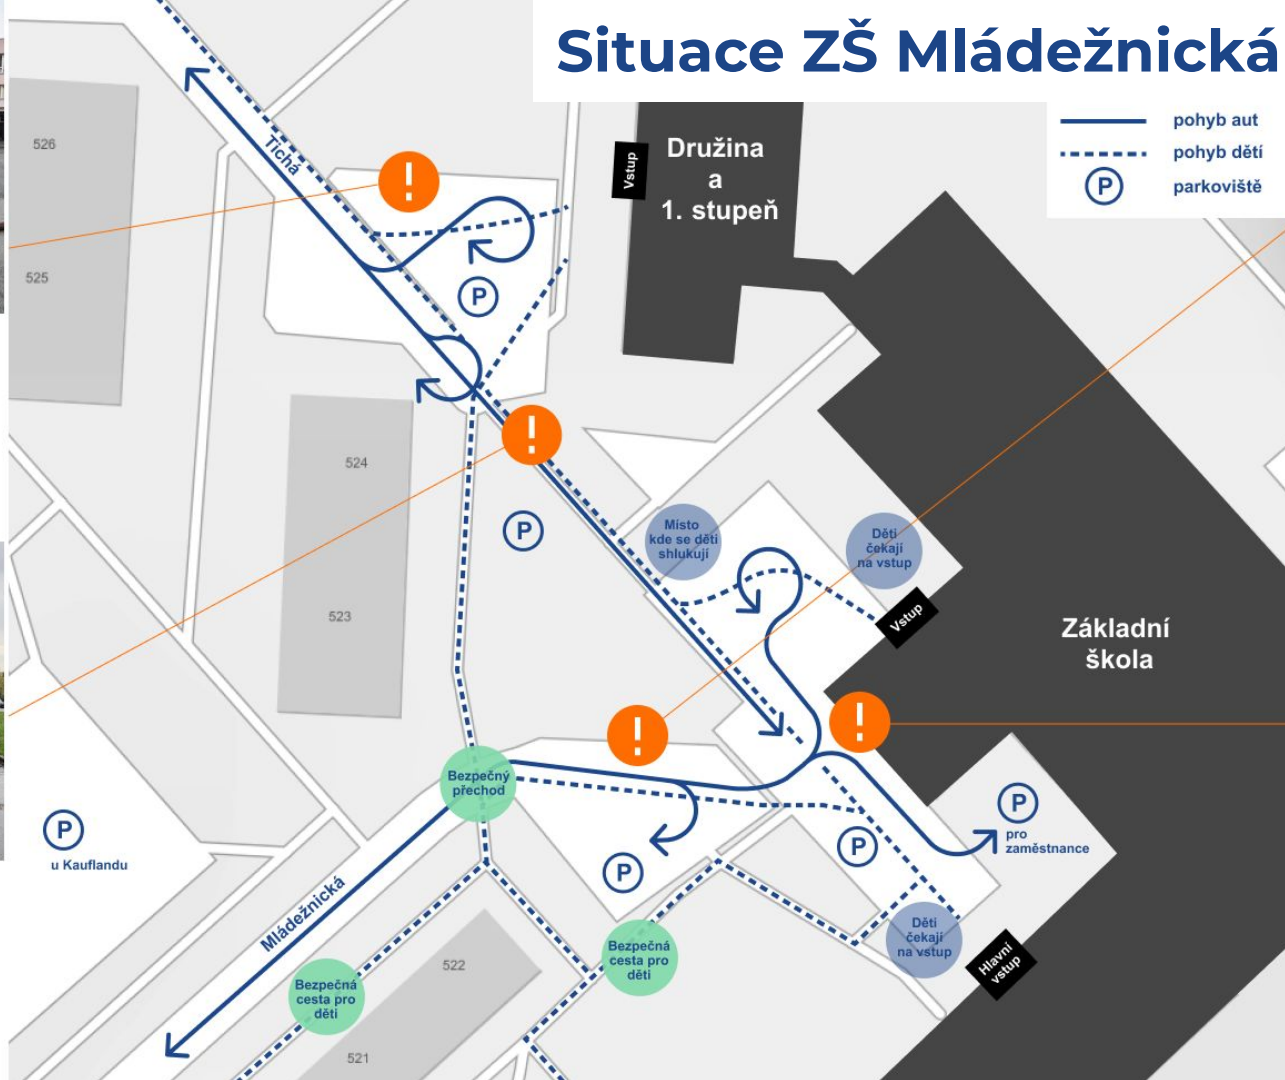 Situace ZŠ Mládežnická
pohyb aut
pohyb dětí
P
parkoviště
526
Tichá
Vstup
Družina
a
1. stupeň
!
525
P
!
524
P
Místo
kde se děti
shlukují
Děti
čekají
na vstup
Vstup
523
Základní
škola
!
!
Bezpečný
přechod
P
u Kauflandu
P
pro
zaměstnance
P
P
Mládežnická
Děti
čekají
na vstup
Hlavní
vstup
Bezpečná
cesta pro
děti
522
Bezpečná
cesta pro
děti
521